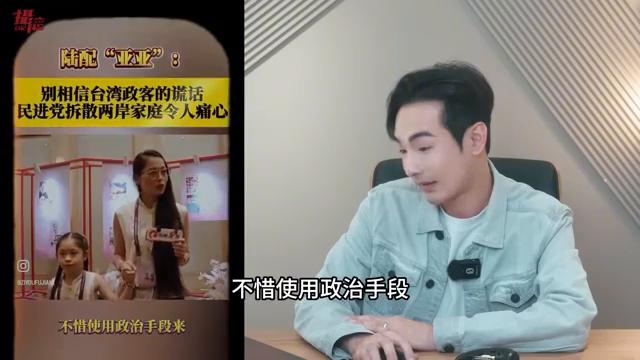 陆配“亚亚”：
别相信台湾政客的谎话
民进党拆散两岸家庭令人痛心
不惜使用政治手段
不惜使用政治手段来